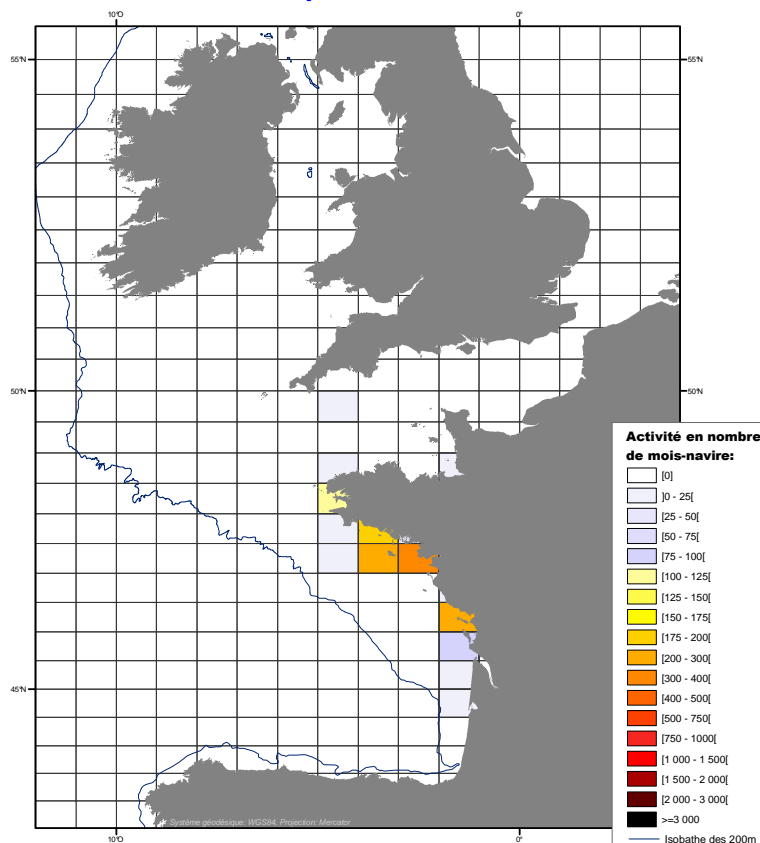 10°O
0°
55°N
55°N
50°N
50°N
45°N
Activité en nombre
de mois-navire:
[0]
]0 - 25[
[25 - 50[
[50 - 75[
[75 - 100[
[100 - 125[
[125 - 150[
[150 - 175[
[175 - 200[
[200 - 300[
[300 - 400[
[400 - 500[
[500 - 750[
[750 - 1000[
[1 000 - 1 500[
[1 500 - 2 000[
[2 000 - 3 000[
>=3 000
Isobathe des 200m
Système géodésique: WGS84, Projection: Mercator
10°O
0°